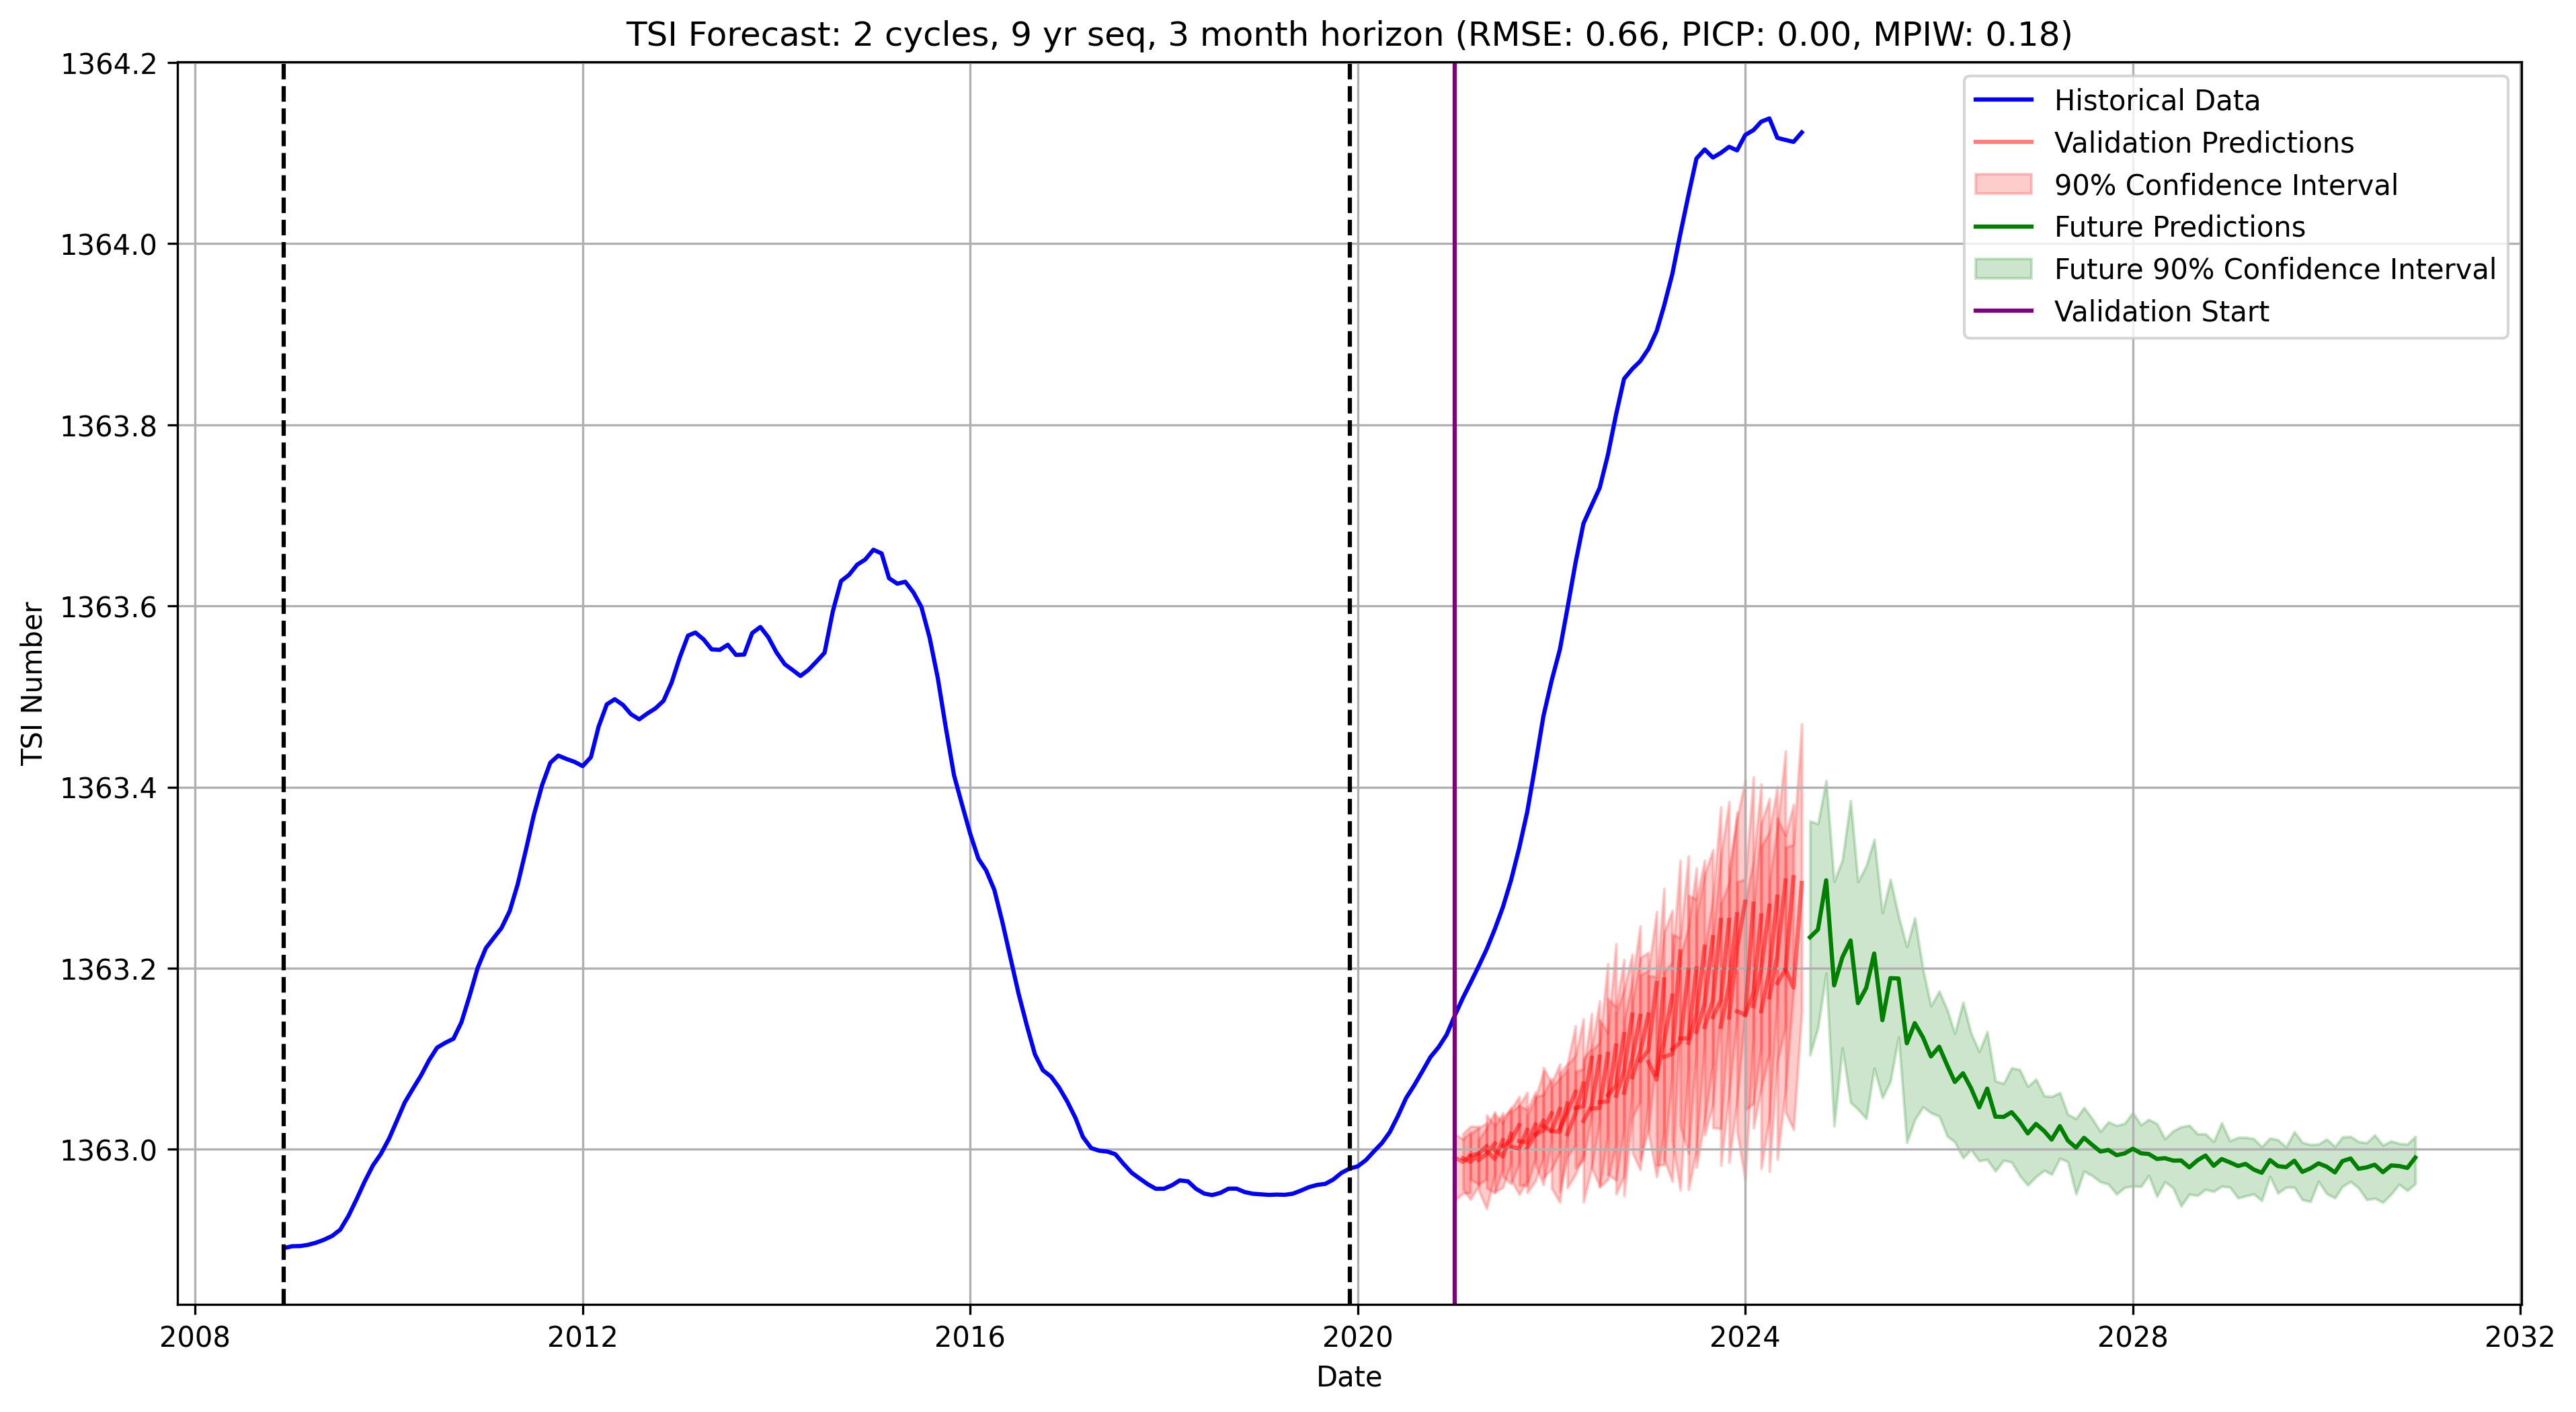 TSI Forecast: 2 cycles, 9 yr seq, 3 month horizon (RMSE: 0.66, PICP: 0.00, MPIW: 0.18)
1364.2
1364.0
1363.8
1363.6
1363.4
1363.2
1363.0
TSI Number
Historical Data
Validation Predictions
90% Confidence Interval
Future Predictions
Future 90% Confidence Interval
Validation Start
2008 2012 2016 2020 2024 2028 2032
Date